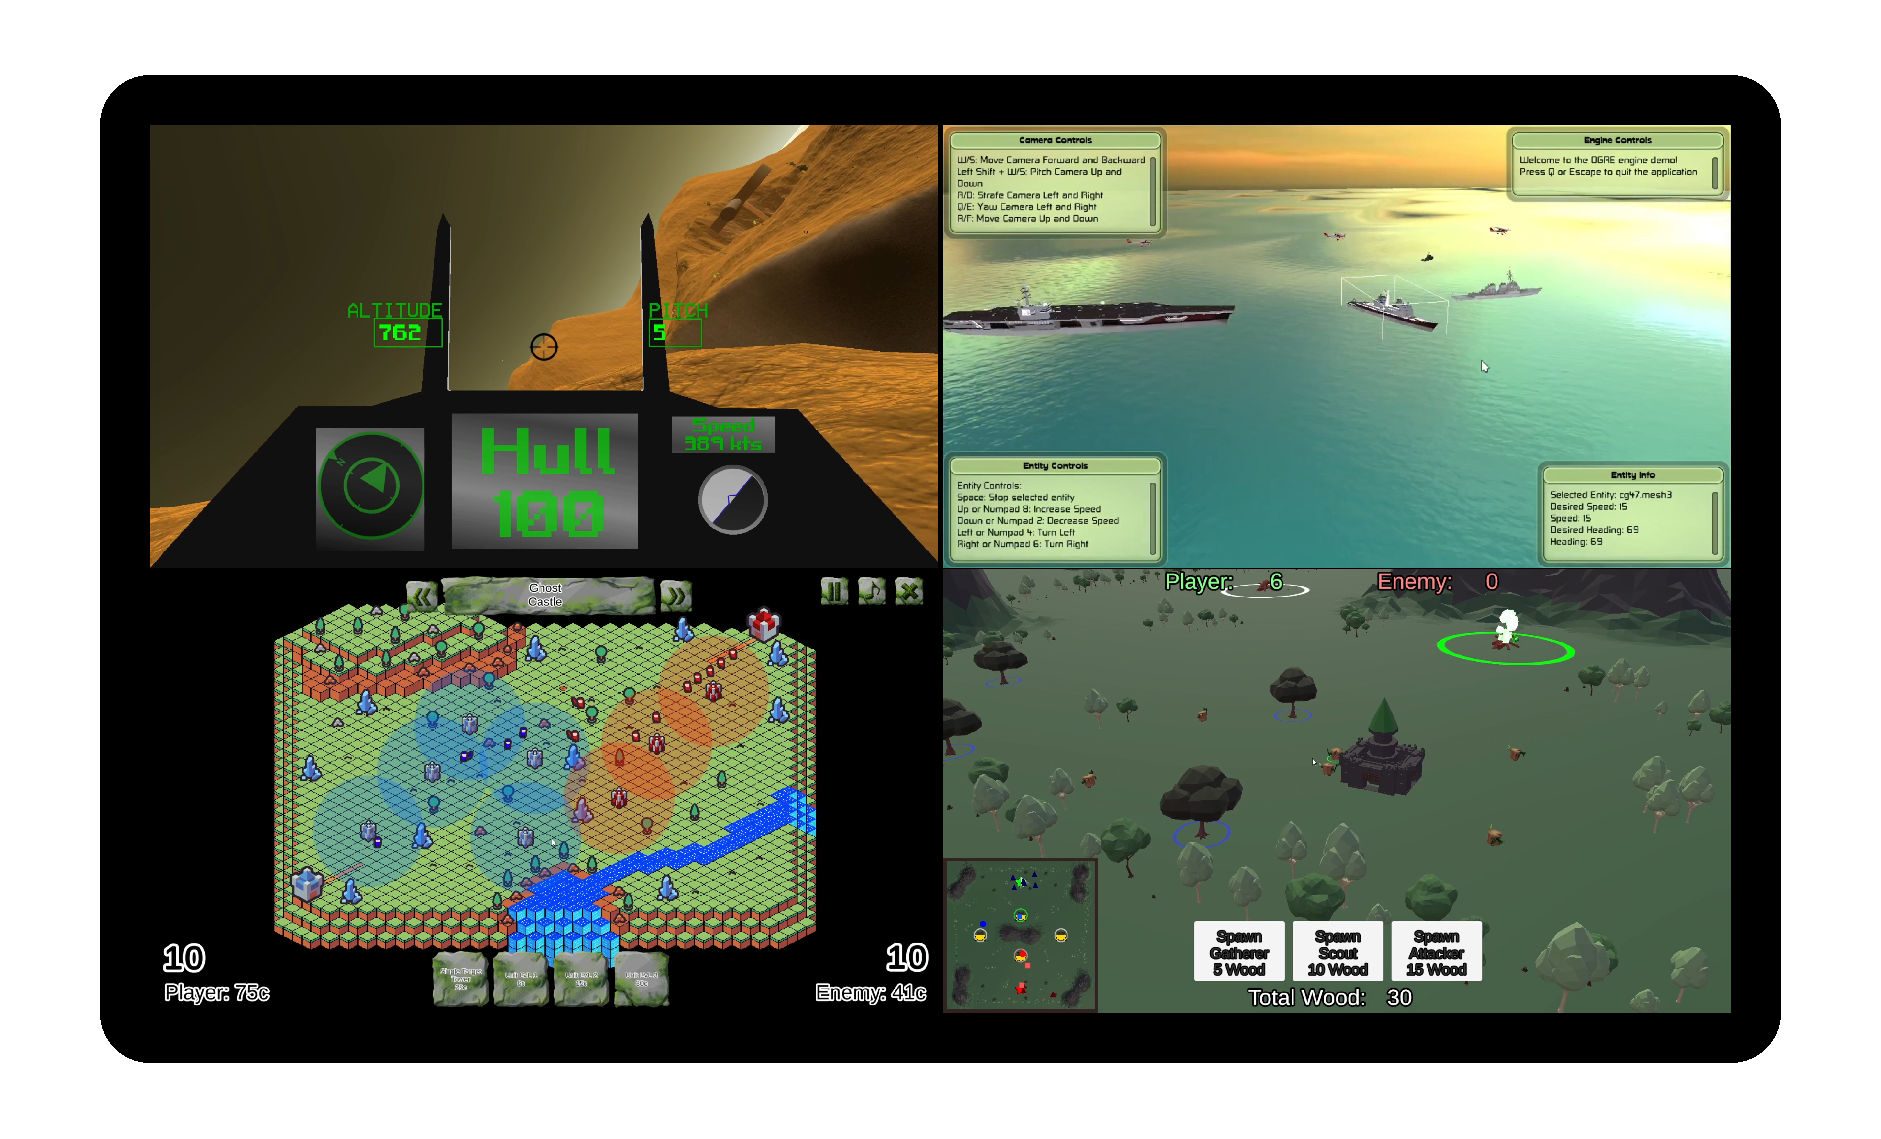 ALTITUDE
762
PITCH
5
Hull
100
Speed
389 kts
N
Camera Controls
W/S: Move Camera Forward and Backward
Left Shift + W/S: Pitch Camera Up and
Down
A/D: Strafe Camera Left and Right
Q/E: Yaw Camera Left and Right
R/F: Move Camera Up and Down
Engine Controls
Welcome to the OGRE engine demo!
Press Q or Escape to quit the application
Entity Controls
Entity Controls:
Space: Stop selected entity
Up or Numpad 8: Increase Speed
Down or Numpad 2: Decrease Speed
Left or Numpad 4: Turn Left
Right or Numpad 6: Turn Right
Entity Info
Selected Entity: cg47.mesh3
Desired Speed: 15
Speed: 15
Desired Heading: 69
Heading: 69
Ghost
Castle
10
Player: 75c
Single Target
Tower
10
Enemy: 41c
Player: 6
Enemy: 0
Spawn
Gatherer
5 Wood
Spawn
Scout
10 Wood
Spawn
Attacker
15 Wood
Total Wood: 30